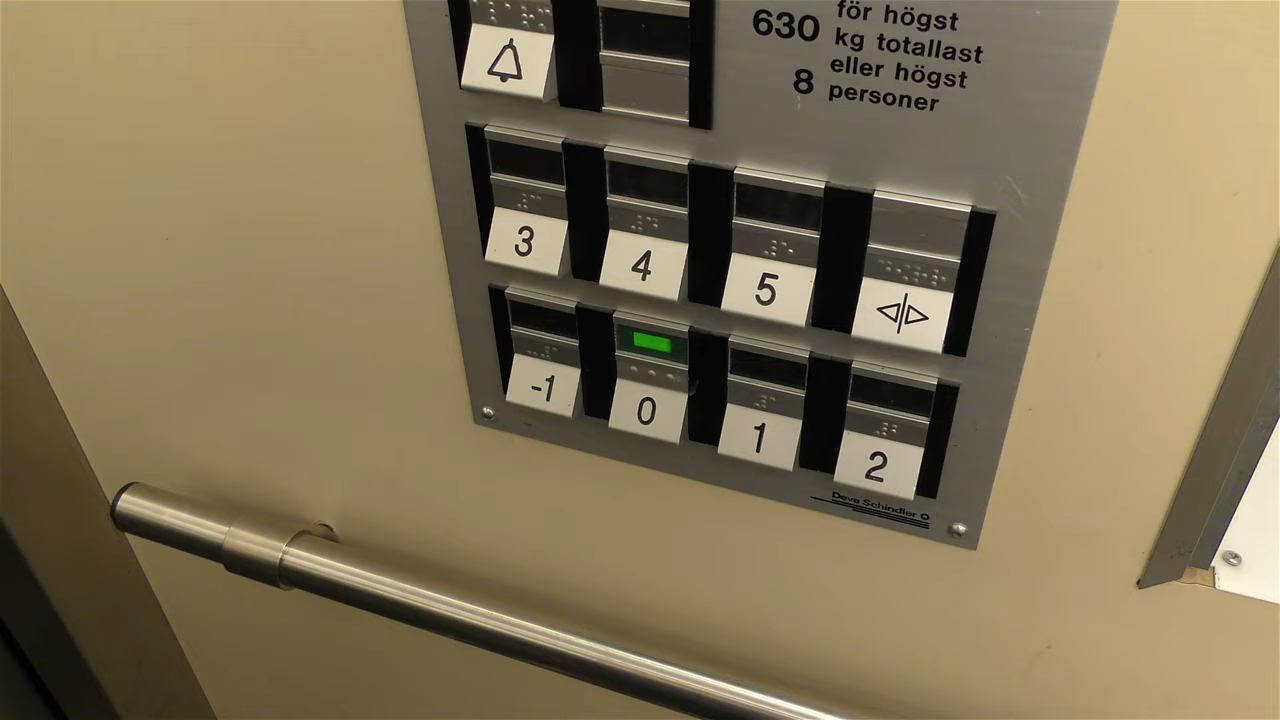 för högst
630 kg totallast
eller högst
8 personer
3 4 5
-1 0 1 2
Deve Schindler